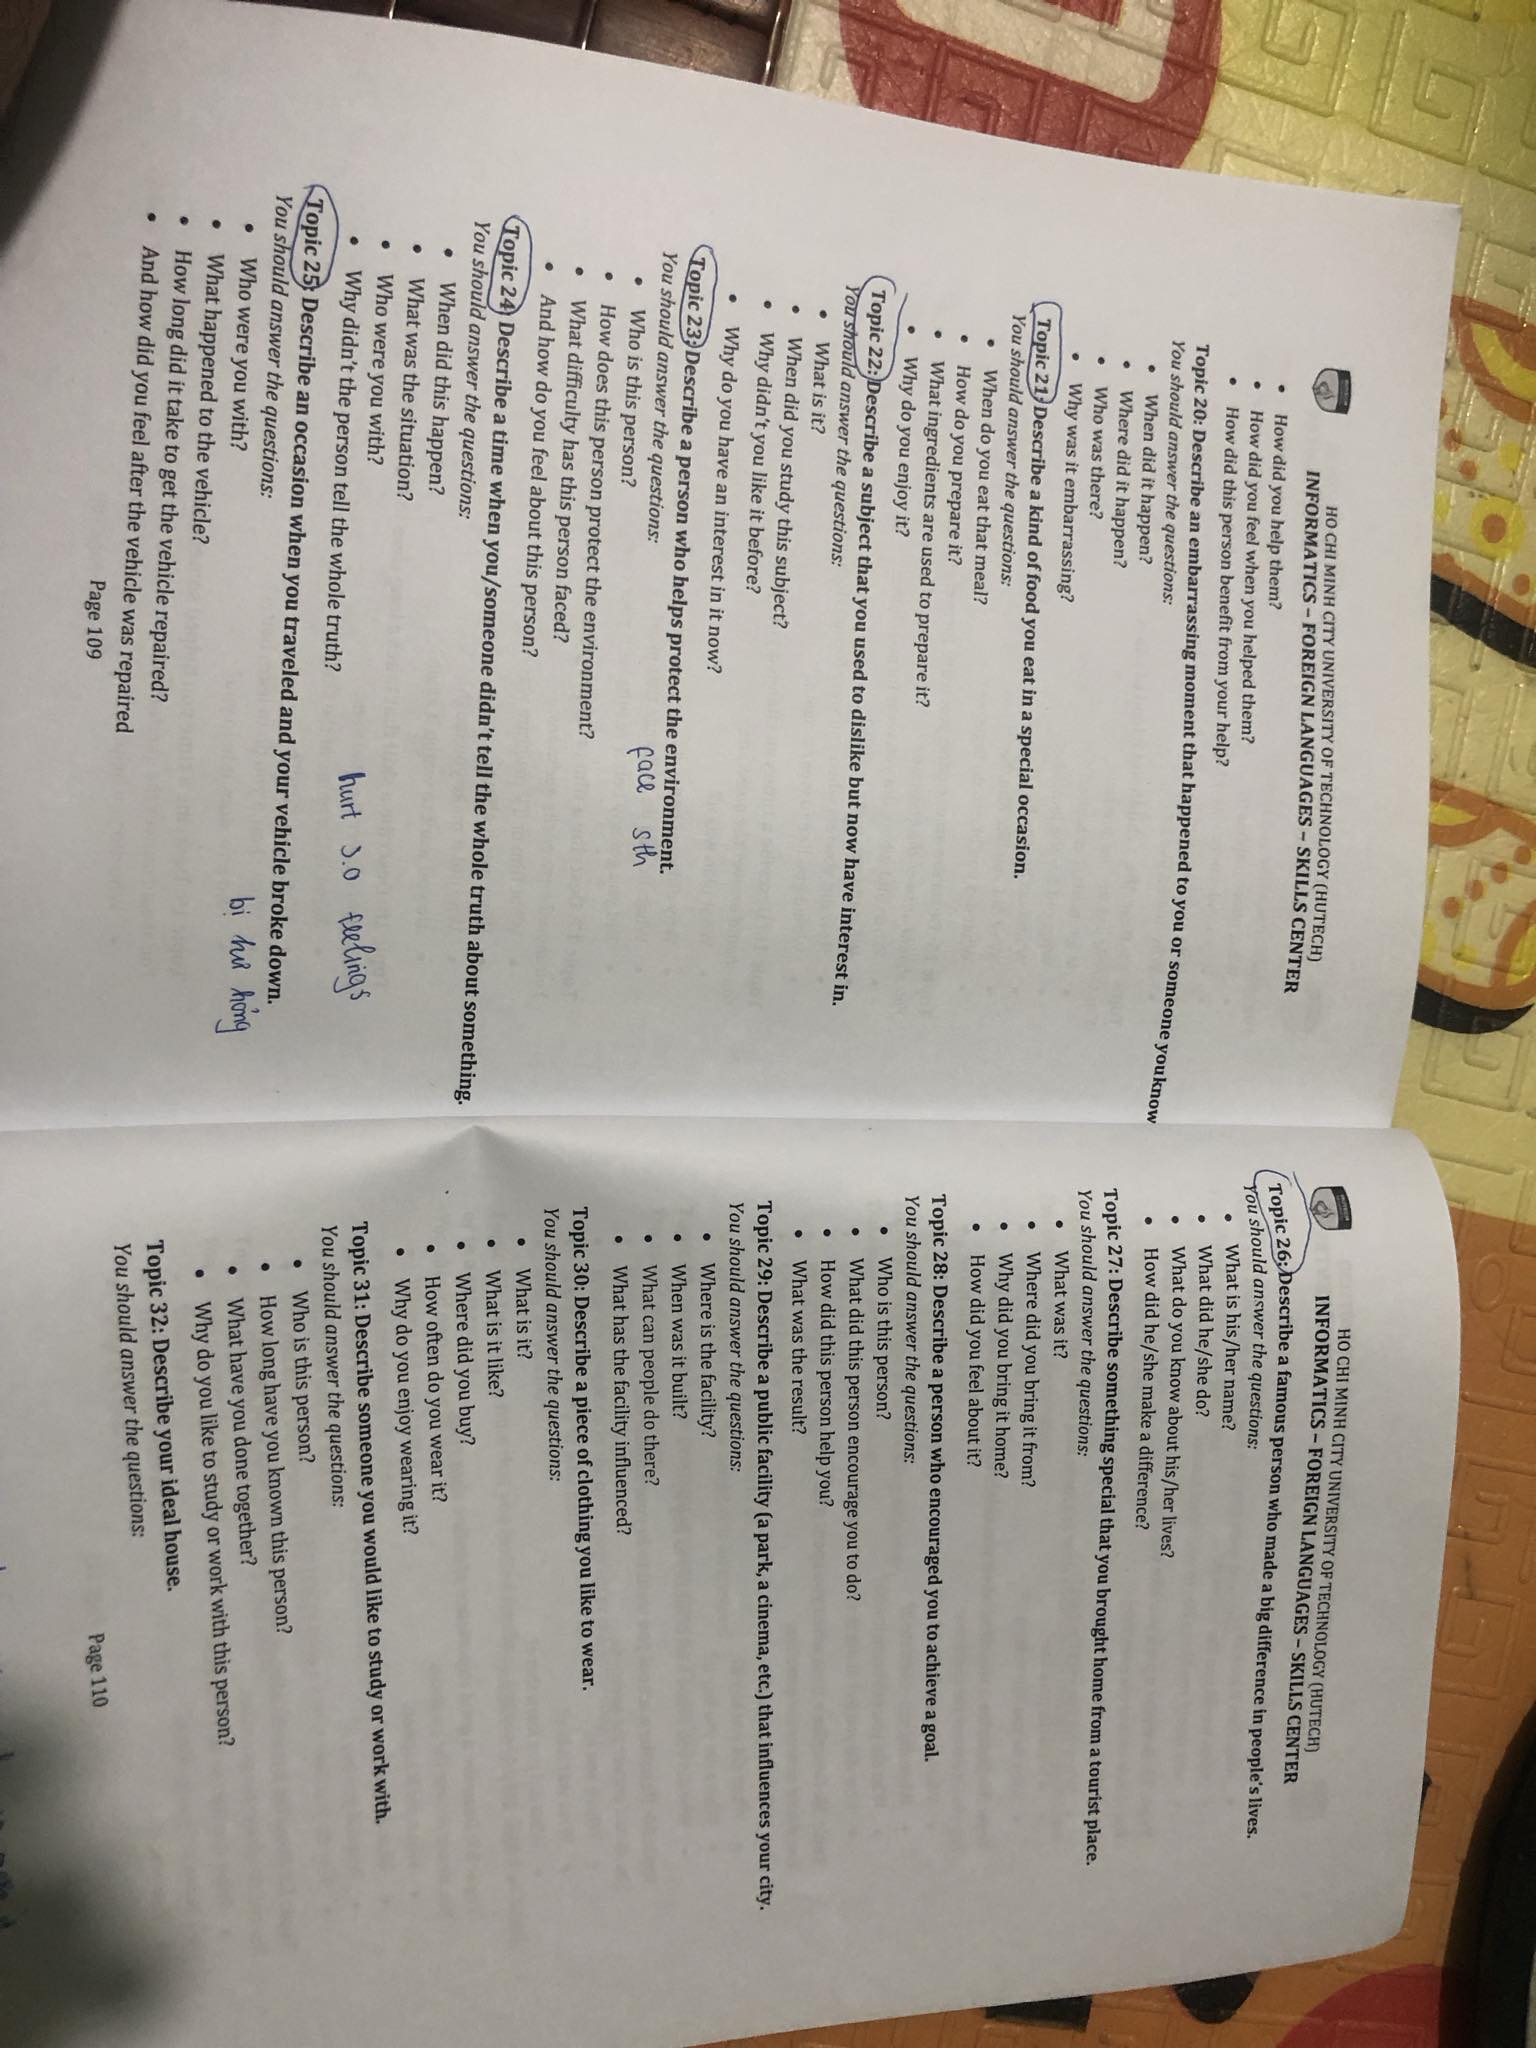 HO CHI MINH CITY UNIVERSITY OF TECHNOLOGY (HUTECH)
INFORMATICS – FOREIGN LANGUAGES – SKILLS CENTER
• How did you help them?
• How did you feel when you helped them?
• How did this person benefit from your help?
Topic 20: Describe an embarrassing moment that happened to you or someone you know
You should answer the questions:
• When did it happen?
• Where did it happen?
• Who was there?
• Why was it embarrassing?
Topic 21: Describe a kind of food you eat in a special occasion.
You should answer the questions:
• When do you eat that meal?
• How do you prepare it?
• What ingredients are used to prepare it?
• Why do you enjoy it?
Topic 22: Describe a subject that you used to dislike but now have interest in.
You should answer the questions:
• What is it?
• When did you study this subject?
• Why didn't you like it before?
• Why do you have an interest in it now?
Topic 23: Describe a person who helps protect the environment.
You should answer the questions:
face sth
• Who is this person?
• How does this person protect the environment?
• What difficulty has this person faced?
• And how do you feel about this person?
Topic 24: Describe a time when you/someone didn't tell the whole truth about something.
You should answer the questions:
• When did this happen?
• What was the situation?
• Who were you with?
• Why didn't the person tell the whole truth?
hurt s.o feelings
Topic 25: Describe an occasion when you traveled and your vehicle broke down.
You should answer the questions:
bị hư hỏng
• Who were you with?
• What happened to the vehicle?
• How long did it take to get the vehicle repaired?
• And how did you feel after the vehicle was repaired
Page 109
HO CHI MINH CITY UNIVERSITY OF TECHNOLOGY (HUTECH)
INFORMATICS – FOREIGN LANGUAGES – SKILLS CENTER
Topic 26: Describe a famous person who made a big difference in people's lives.
You should answer the questions:
• What is his/her name?
• What did he/she do?
• What do you know about his/her lives?
• How did he/she make a difference?
Topic 27: Describe something special that you brought home from a tourist place.
You should answer the questions:
• What was it?
• Where did you bring it from?
• Why did you bring it home?
• How did you feel about it?
Topic 28: Describe a person who encouraged you to achieve a goal.
You should answer the questions:
• Who is this person?
• What did this person encourage you to do?
• How did this person help you?
• What was the result?
Topic 29: Describe a public facility (a park, a cinema, etc.) that influences your city.
You should answer the questions:
• Where is the facility?
• When was it built?
• What can people do there?
• What has the facility influenced?
Topic 30: Describe a piece of clothing you like to wear.
You should answer the questions:
• What is it?
• What is it like?
• Where did you buy?
• How often do you wear it?
• Why do you enjoy wearing it?
Topic 31: Describe someone you would like to study or work with.
You should answer the questions:
• Who is this person?
• How long have you known this person?
• What have you done together?
• Why do you like to study or work with this person?
Topic 32: Describe your ideal house.
You should answer the questions:
Page 110